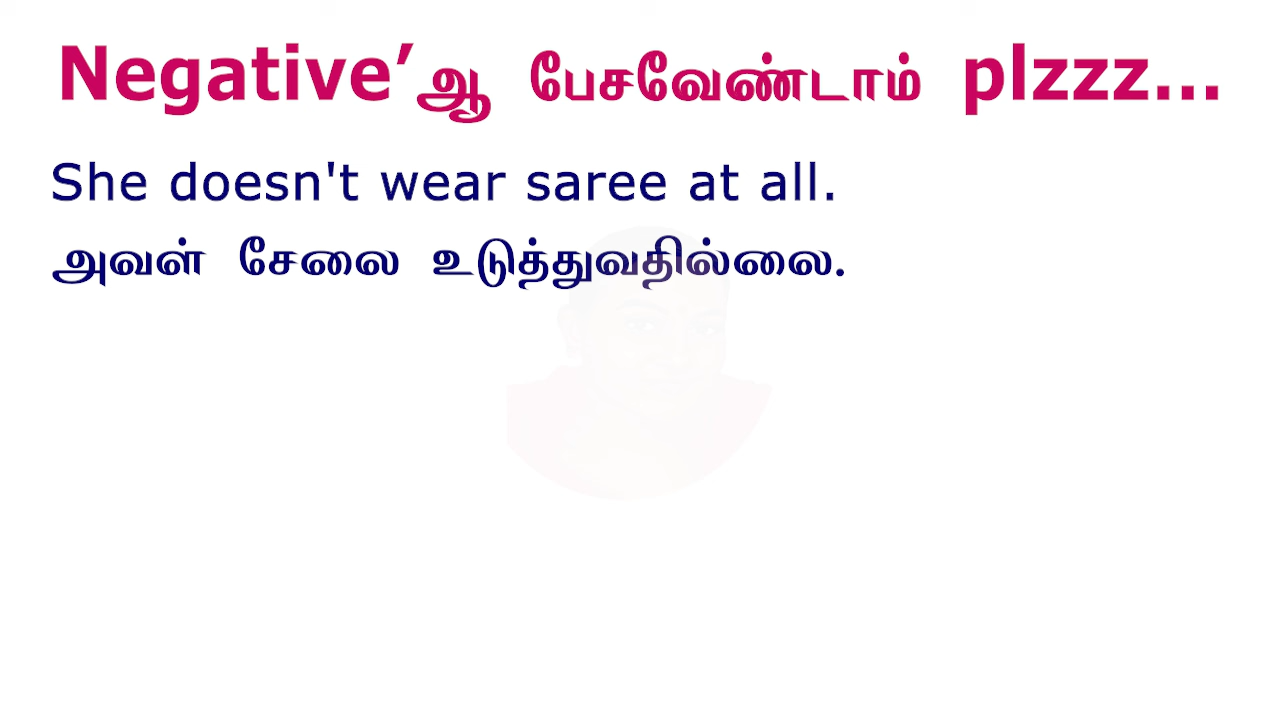 Negative’ஆ பேசவேண்டாம் plzzz...
She doesn't wear saree at all.
அவள் சேலை உடுத்துவதில்லை.